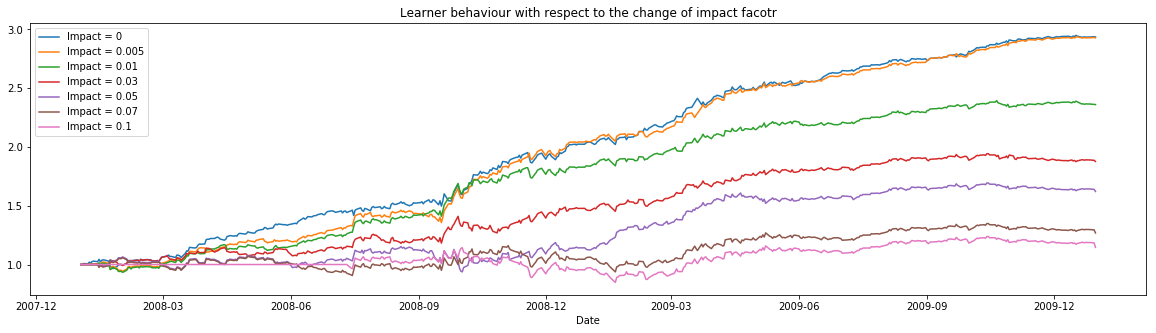 Learner behaviour with respect to the change of impact facotr
3.0
2.5
2.0
1.5
1.0
Impact = 0
Impact = 0.005
Impact = 0.01
Impact = 0.03
Impact = 0.05
Impact = 0.07
Impact = 0.1
2007-12 2008-03 2008-06 2008-09 2008-12 2009-03 2009-06 2009-09 2009-12
Date